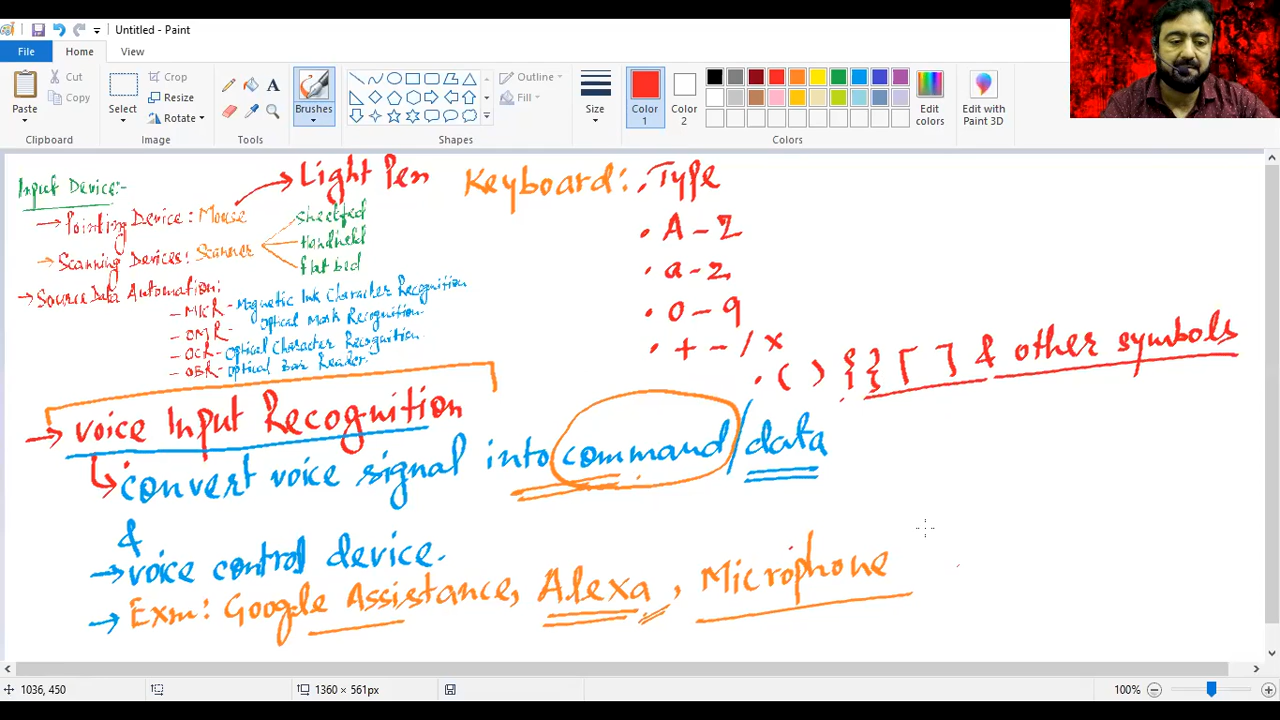 Untitled - Paint
File Home View
Paste
Cut
Copy
Clipboard
Select
Crop
Resize
Rotate
Image
Tools
Brushes
Shapes
Outline
Fill
Size
Color 1
Color 2
Colors
Edit colors
Edit with Paint 3D
Input Device:-
→ Pointing Device: Mouse
→ Light Pen
→ Scanning Devices: Scanner
sheetfed
Handheld
flat bed
→ Source Data Automation:
- MICR - Magnetic Ink Character Recognition
- OMR - Optical Mark Recognition
- OCR - Optical Character Recognition
- OBR - Optical Bar Reader
Keyboard: . Type
. A - Z
. a - z
. 0 - 9
. + - / x
. ( ) { } [ ] & other symbols
→ voice Input Recognition
convert voice signal into command/data
&
→ voice control device.
→ Exm: Google Assistance, Alexa, Microphone
1036, 450
1360 × 561px
100%